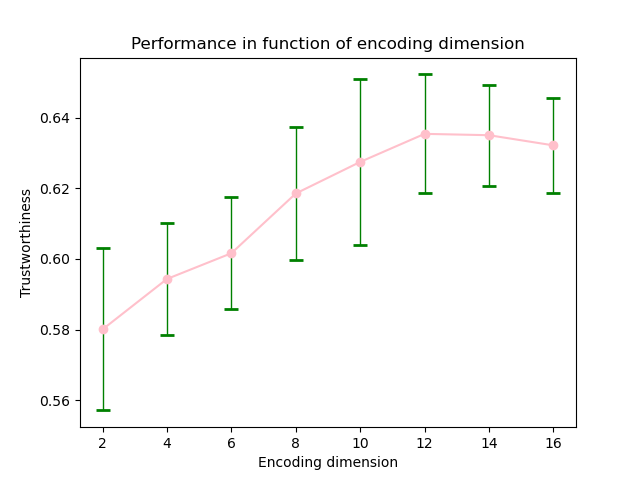 Performance in function of encoding dimension
0.64
0.62
0.60
0.58
0.56
Trustworthiness
2 4 6 8 10 12 14 16
Encoding dimension